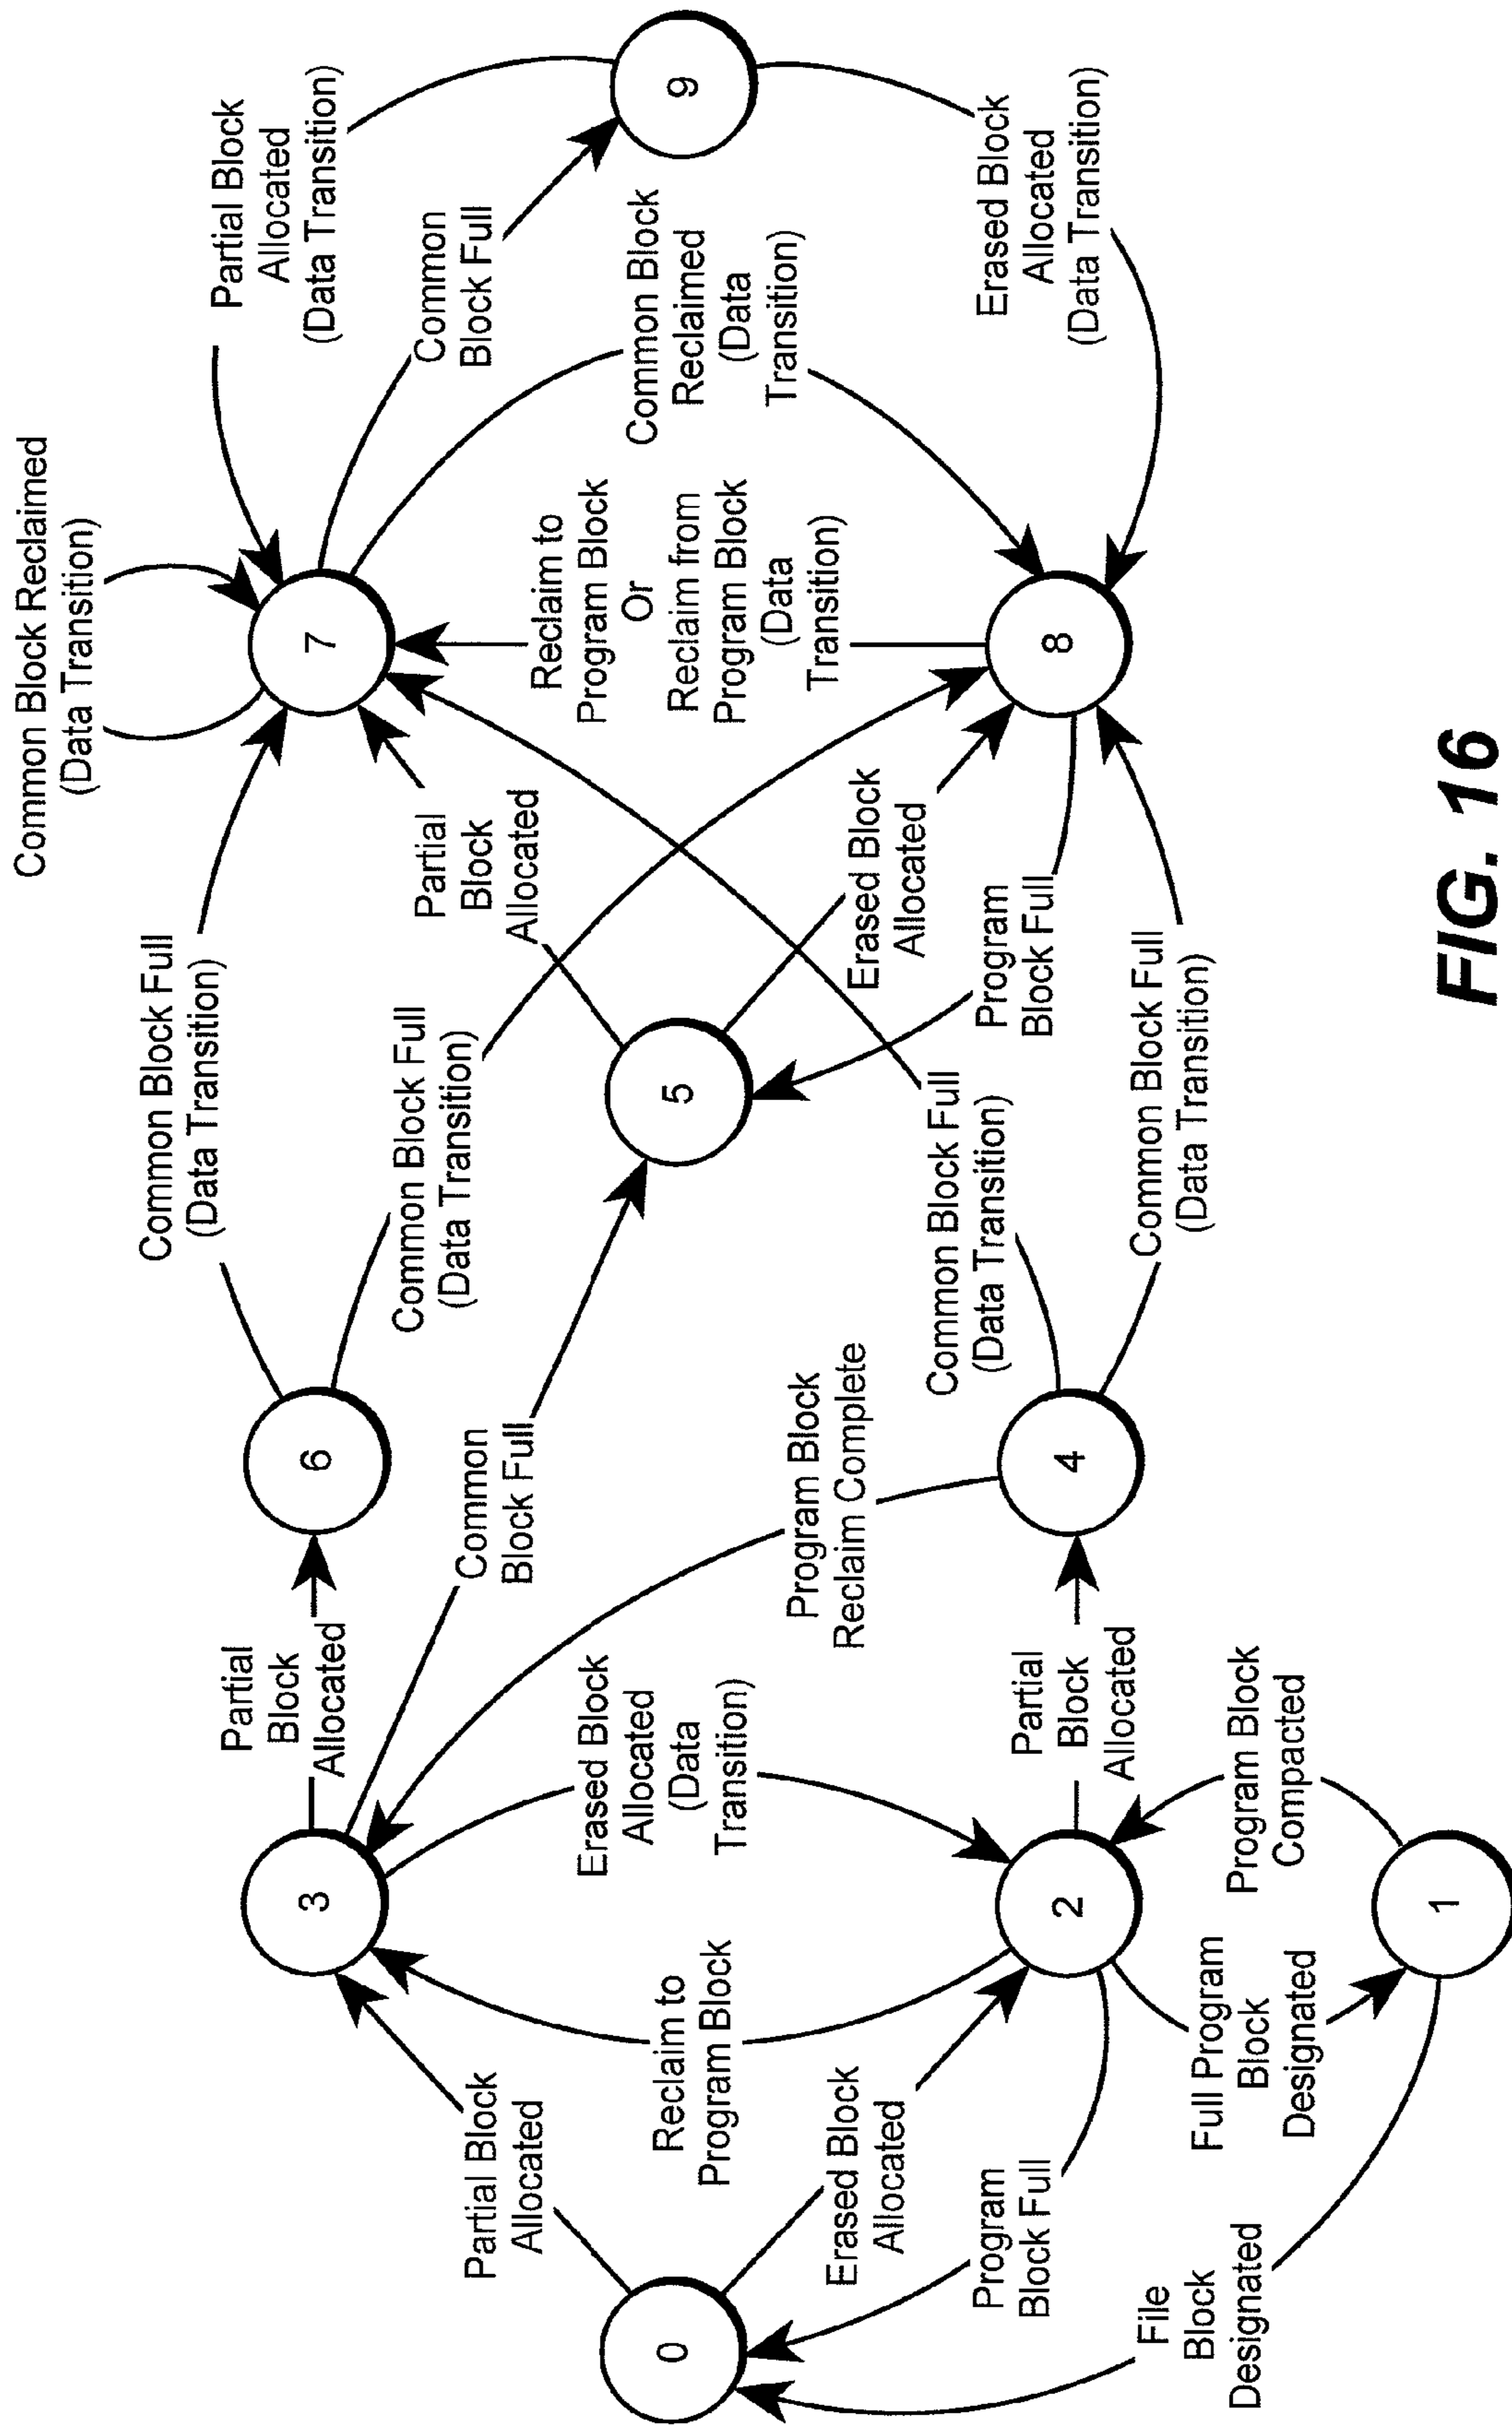 Partial Block
Allocated
Partial
Block
Allocated
Common Block Full
(Data Transition)
Common Block Reclaimed
(Data Transition)
Partial Block
Allocated
(Data Transition)
3
6
7
Common
Block Full
Common Block Full
(Data Transition)
Partial
Block
Allocated
Common
Block Full
Reclaim to
Program Block
Erased Block
Allocated
(Data
Transition)
Program Block
Reclaim Complete
Reclaim to
Program Block
Or
Reclaim from
Program Block
(Data
Transition)
Common Block
Reclaimed
(Data
Transition)
0
5
9
Erased Block
Allocated
Program
Block Full
Common Block Full
(Data Transition)
Erased Block
Allocated
Program
Block Full
Erased Block
Allocated
(Data Transition)
2
Partial
Block
Allocated
4
8
File
Block
Designated
Full Program
Block
Designated
Program Block
Compacted
Common Block Full
(Data Transition)
1
FIG. 16